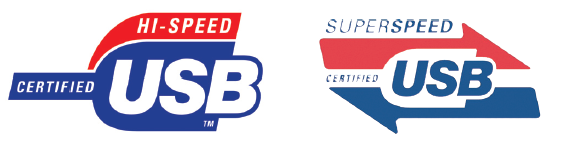 HI-SPEED
CERTIFIED USB
TM
SUPERSPEED
CERTIFIED USB